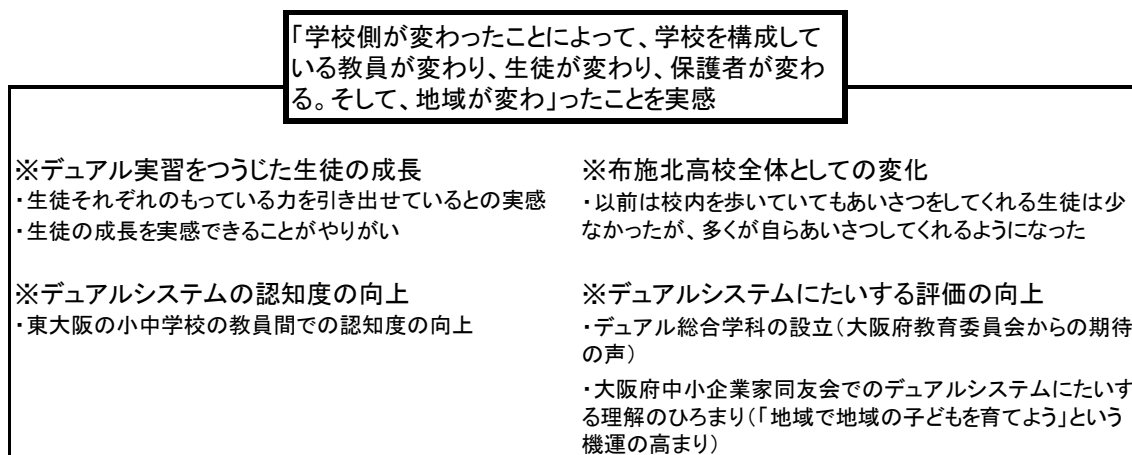 「学校側が変わったことによって、学校を構成して
いる教員が変わり、生徒が変わり、保護者が変わ
る。そして、地域が変わ」ったことを実感
※デュアル実習をつうじた生徒の成長
・生徒それぞれのもっている力を引き出せているとの実感
・生徒の成長を実感できることがやりがい
※デュアルシステムの認知度の向上
・東大阪の小中学校の教員間での認知度の向上
※布施北高校全体としての変化
・以前は校内を歩いていてもあいさつをしてくれる生徒は少
なかったが、多くが自らあいさつしてくれるようになった
※デュアルシステムにたいする評価の向上
・デュアル総合学科の設立（大阪府教育委員会からの期待
の声）
・大阪府中小企業家同友会でのデュアルシステムにたいす
る理解のひろまり（「地域で地域の子どもを育てよう」という
機運の高まり）